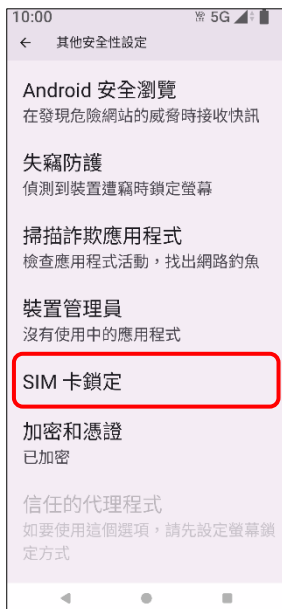 10:00 5G
← 其他安全性設定
Android 安全瀏覽
在發現危險網站的威脅時接收快訊
失竊防護
偵測到裝置遭竊時鎖定螢幕
掃描詐欺應用程式
檢查應用程式活動，找出網路釣魚
裝置管理員
沒有使用中的應用程式
SIM 卡鎖定
加密和憑證
已加密
信任的代理程式
如要使用這個選項，請先設定螢幕鎖
定方式